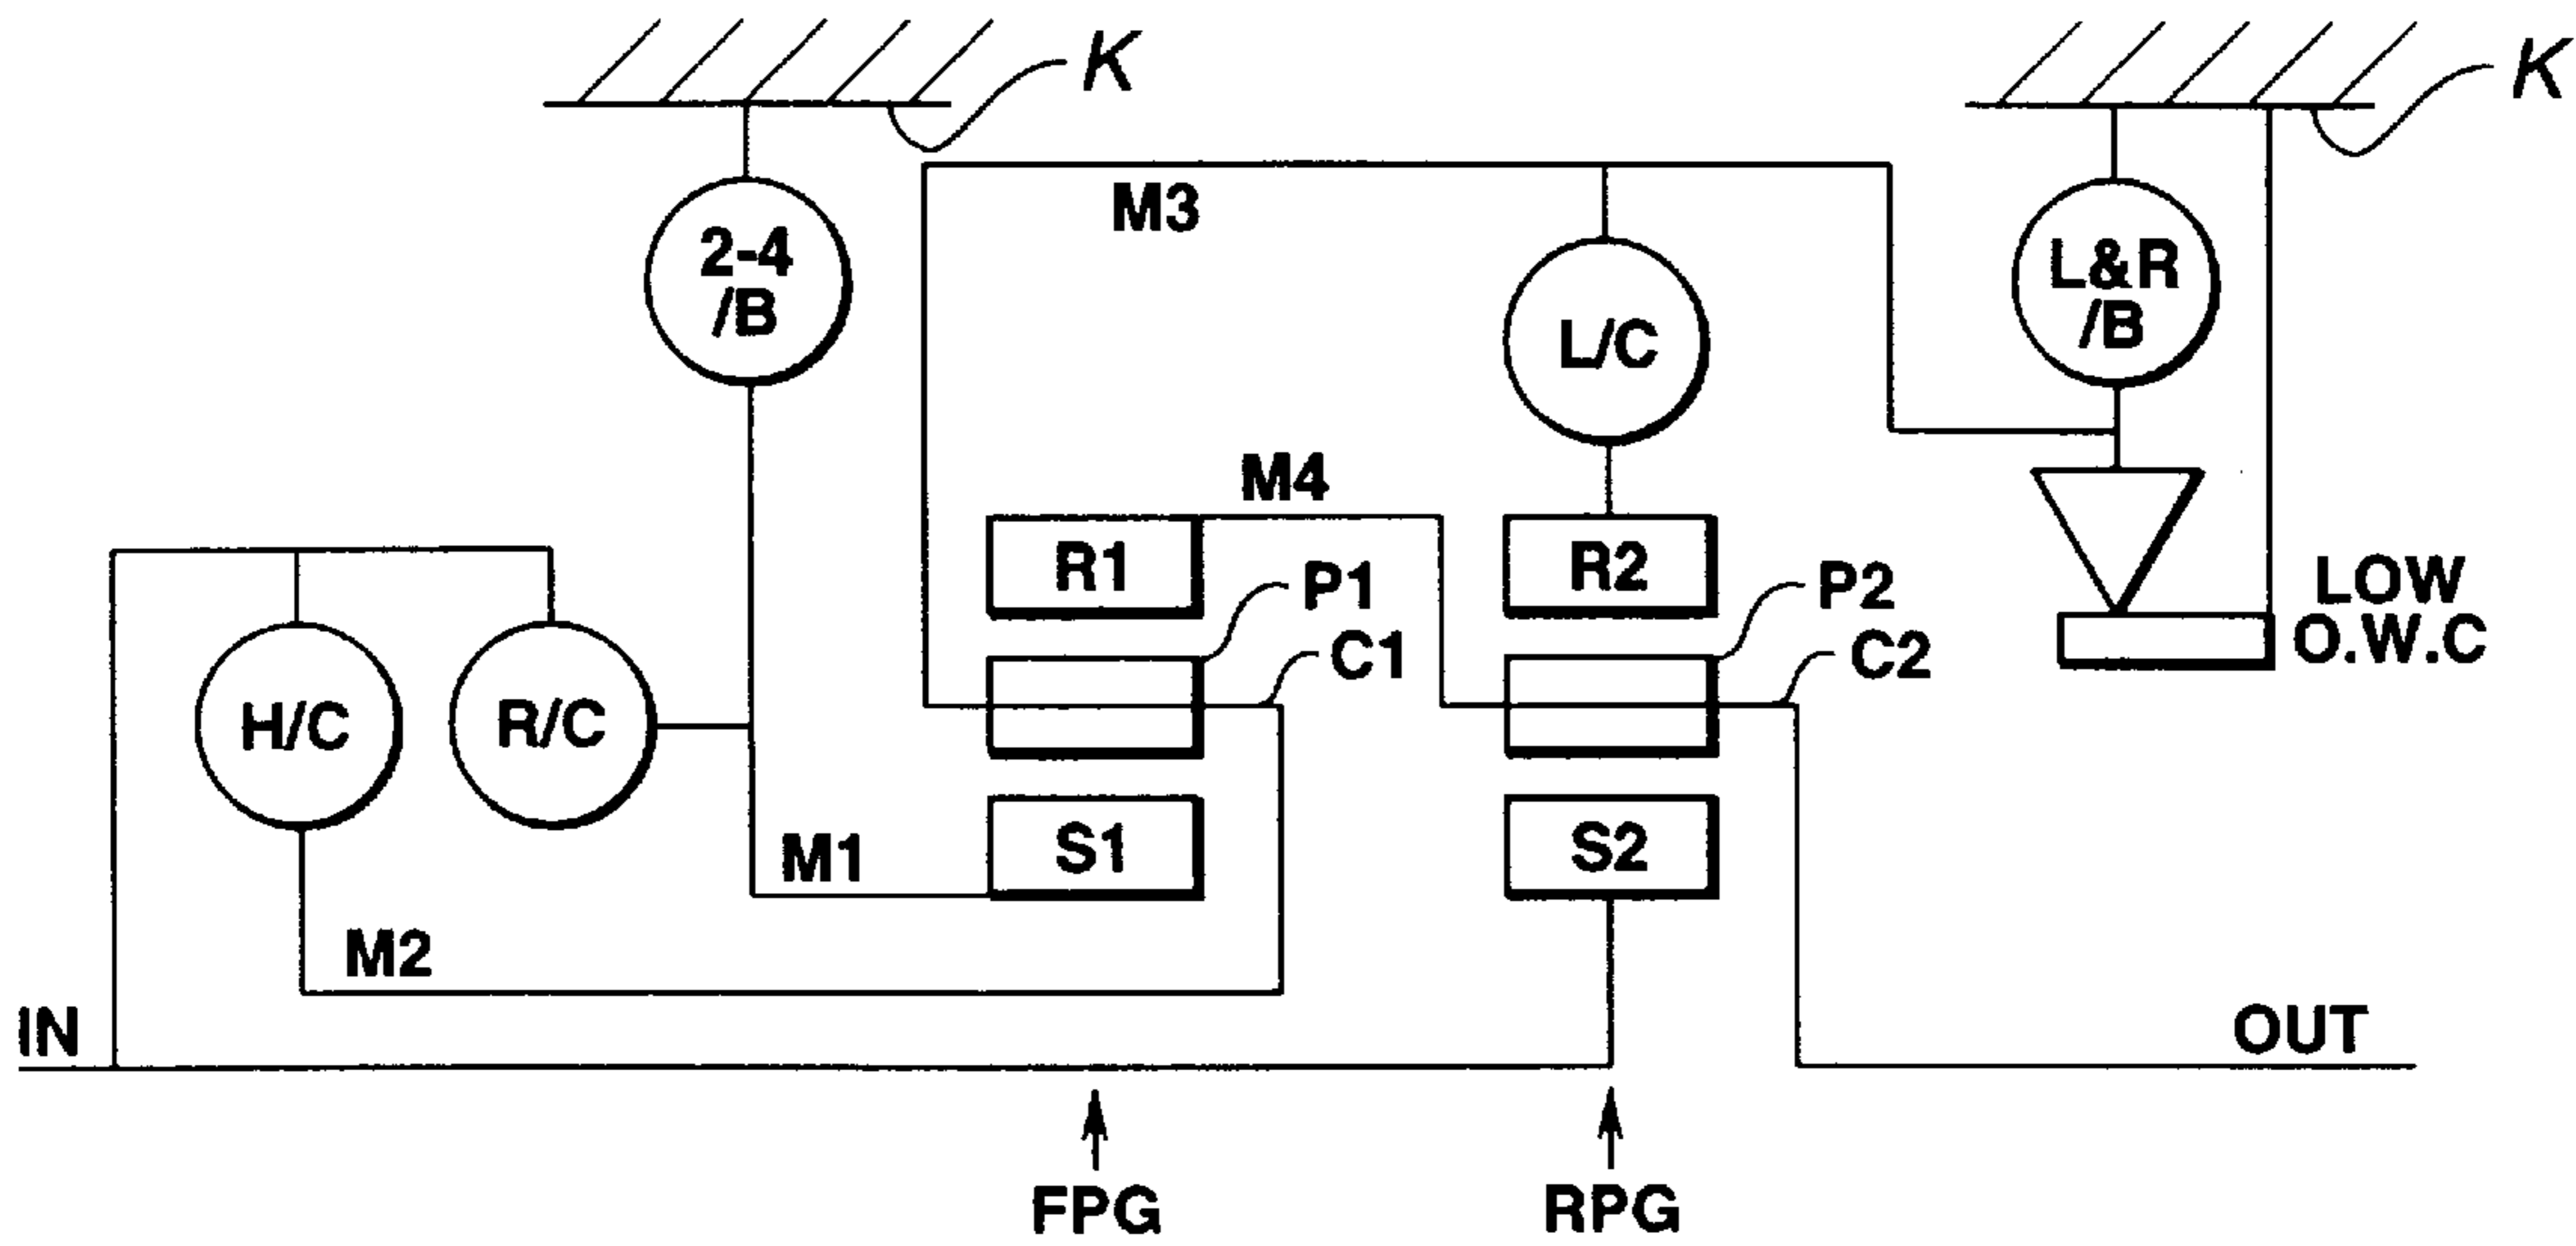 K
K
M3
2-4
/B
L/C
L&R
/B
M4
R1
P1
C1
R2
P2
C2
LOW
O.W.C
H/C
R/C
S1
S2
M1
M2
IN
OUT
FPG
RPG